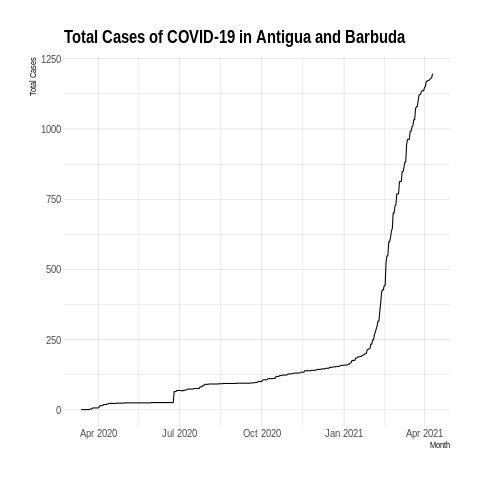 Total Cases of COVID-19 in Antigua and Barbuda
Total Cases
1250
1000
750
500
250
0
Apr 2020 Jul 2020 Oct 2020 Jan 2021 Apr 2021
Month